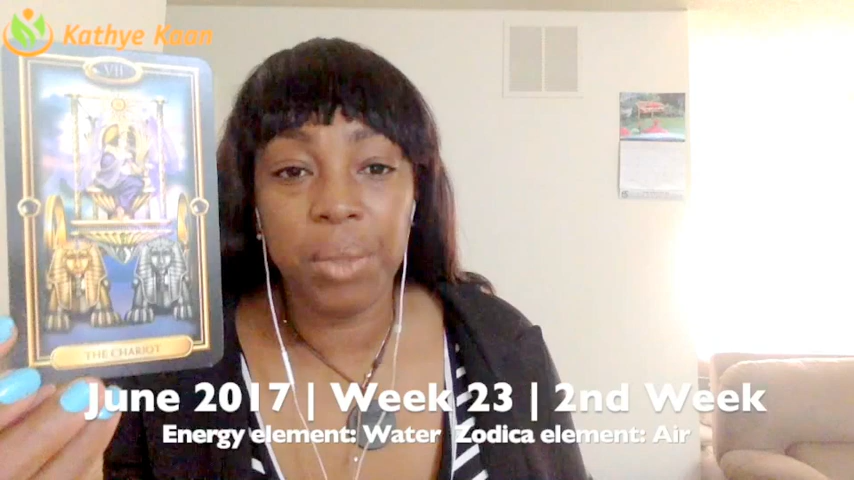 Kathye Kaan
VII
THE CHARIOT
June 2017 | Week 23 | 2nd Week
Energy element: Water Zodica element: Air